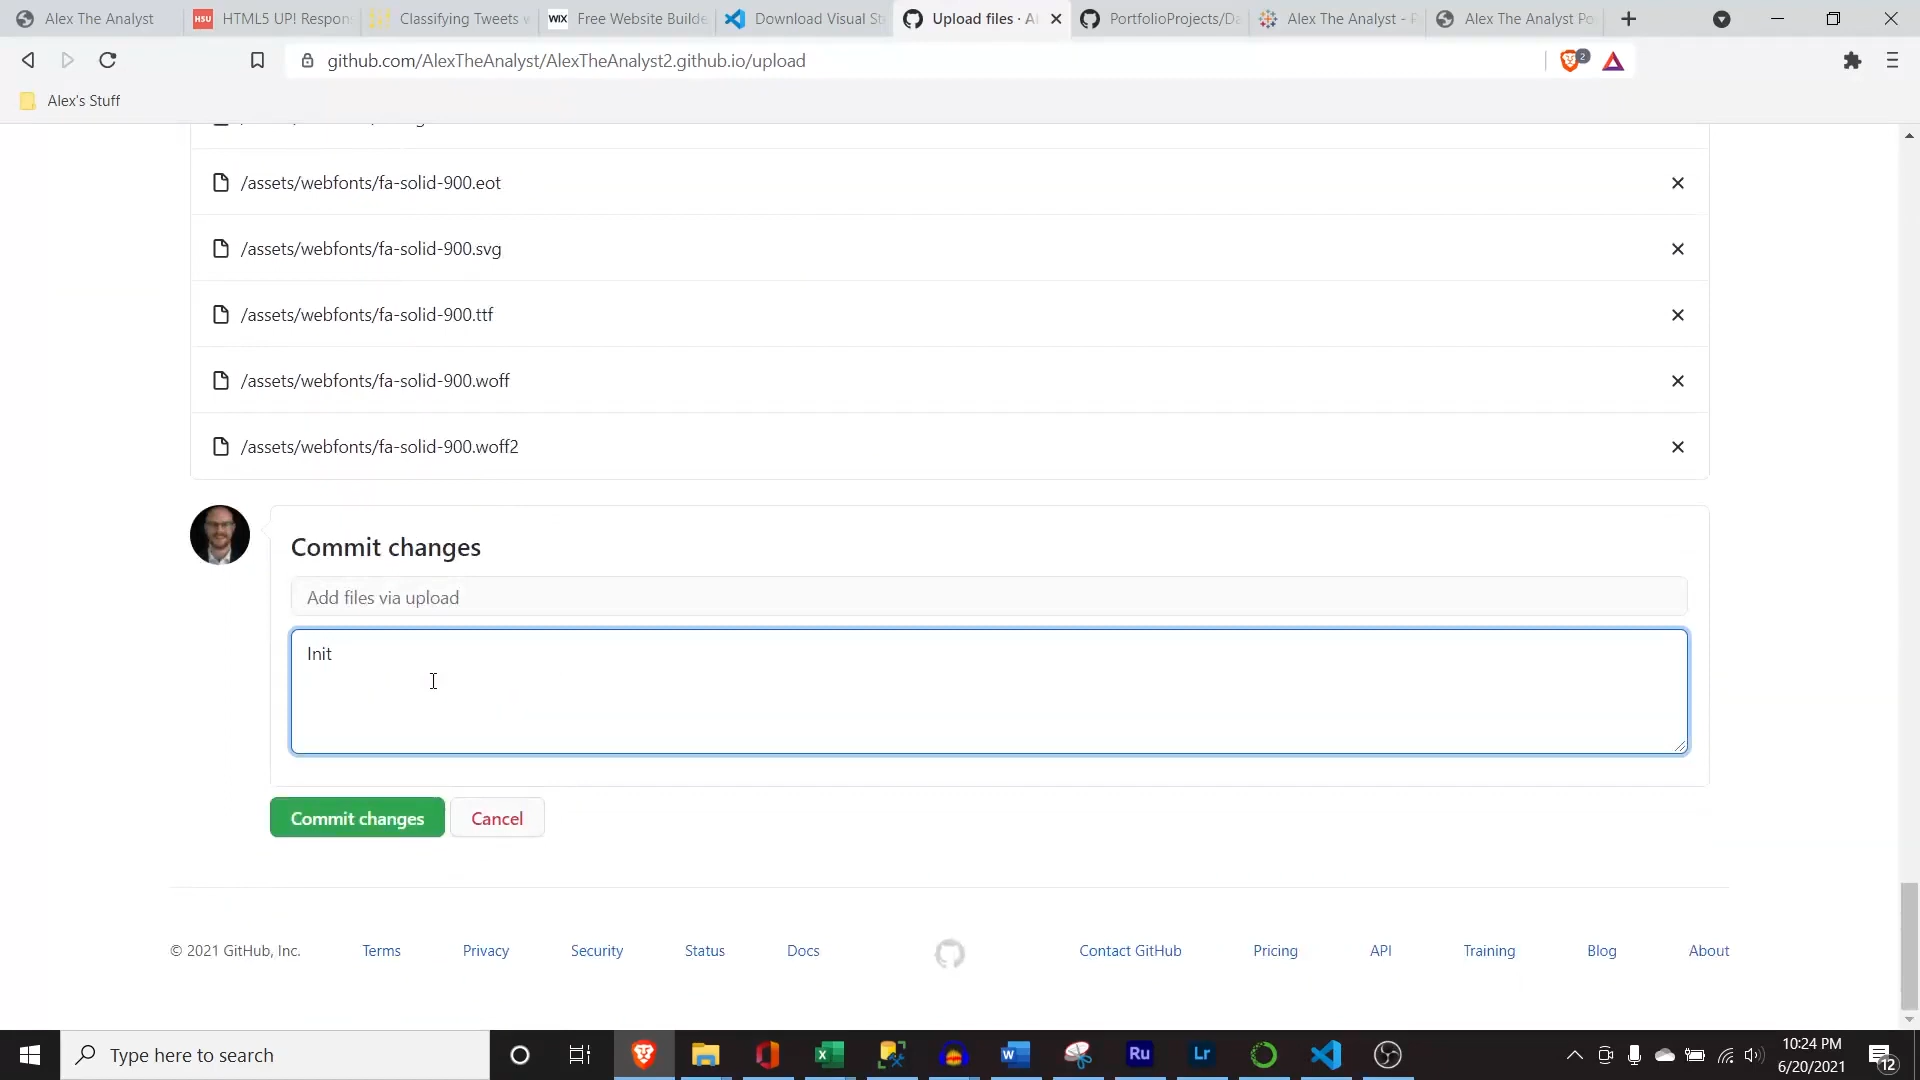 Alex The Analyst
HTML5 UP! Respon
Classifying Tweets
Free Website Builde
Download Visual St
Upload files · A
PortfolioProjects/Da
Alex The Analyst -
Alex The Analyst Po
github.com/AlexTheAnalyst/AlexTheAnalyst2.github.io/upload
2
Alex's Stuff
/assets/webfonts/fa-solid-900.eot
/assets/webfonts/fa-solid-900.svg
/assets/webfonts/fa-solid-900.ttf
/assets/webfonts/fa-solid-900.woff
/assets/webfonts/fa-solid-900.woff2
Commit changes
Add files via upload
Init
Commit changes
Cancel
© 2021 GitHub, Inc.
Terms
Privacy
Security
Status
Docs
Contact GitHub
Pricing
API
Training
Blog
About
Type here to search
10:24 PM
6/20/2021
12